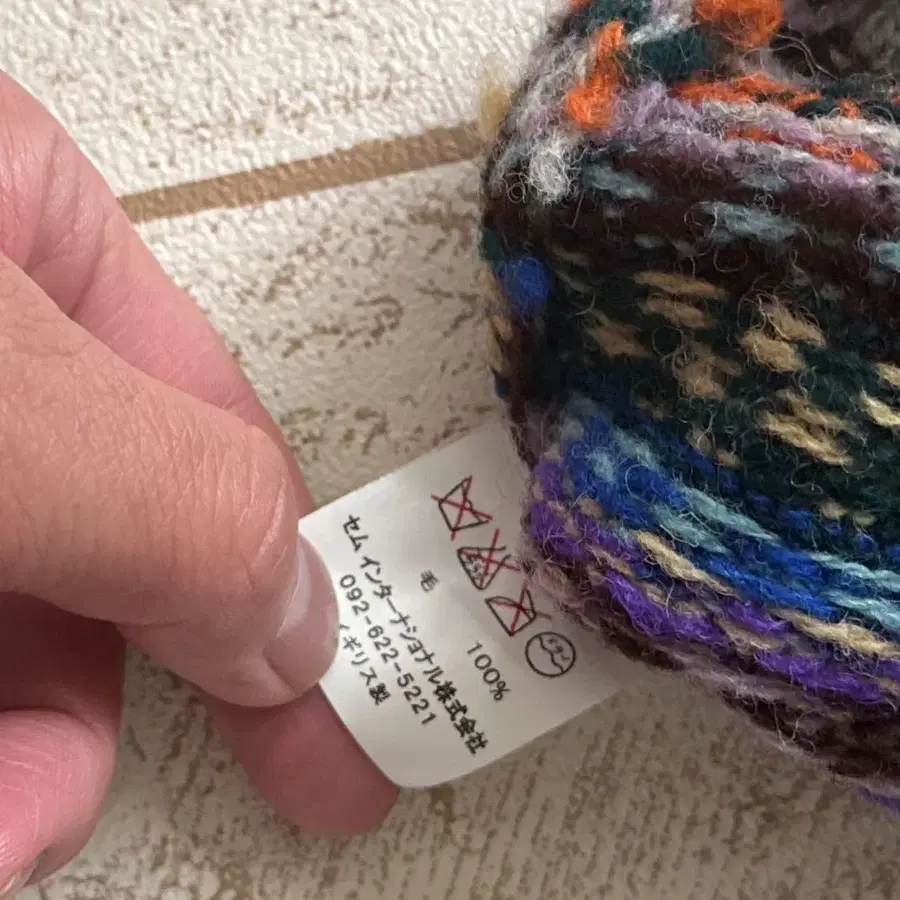 毛 100%
セム インターナショナル株式会社
092-622-5221
イギリス製